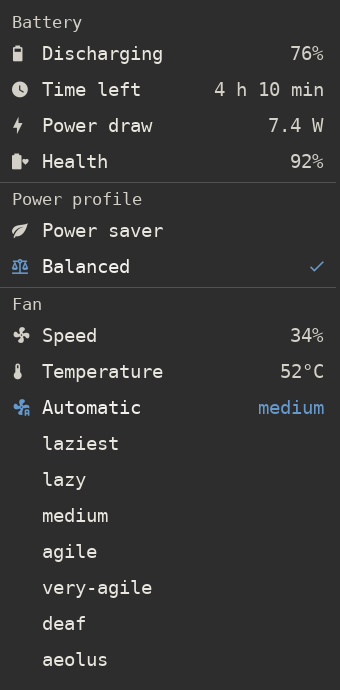 Battery
Discharging 76%
Time left 4 h 10 min
Power draw 7.4 W
Health 92%
Power profile
Power saver
Balanced
Fan
Speed 34%
Temperature 52°C
Automatic medium
laziest
lazy
medium
agile
very-agile
deaf
aeolus